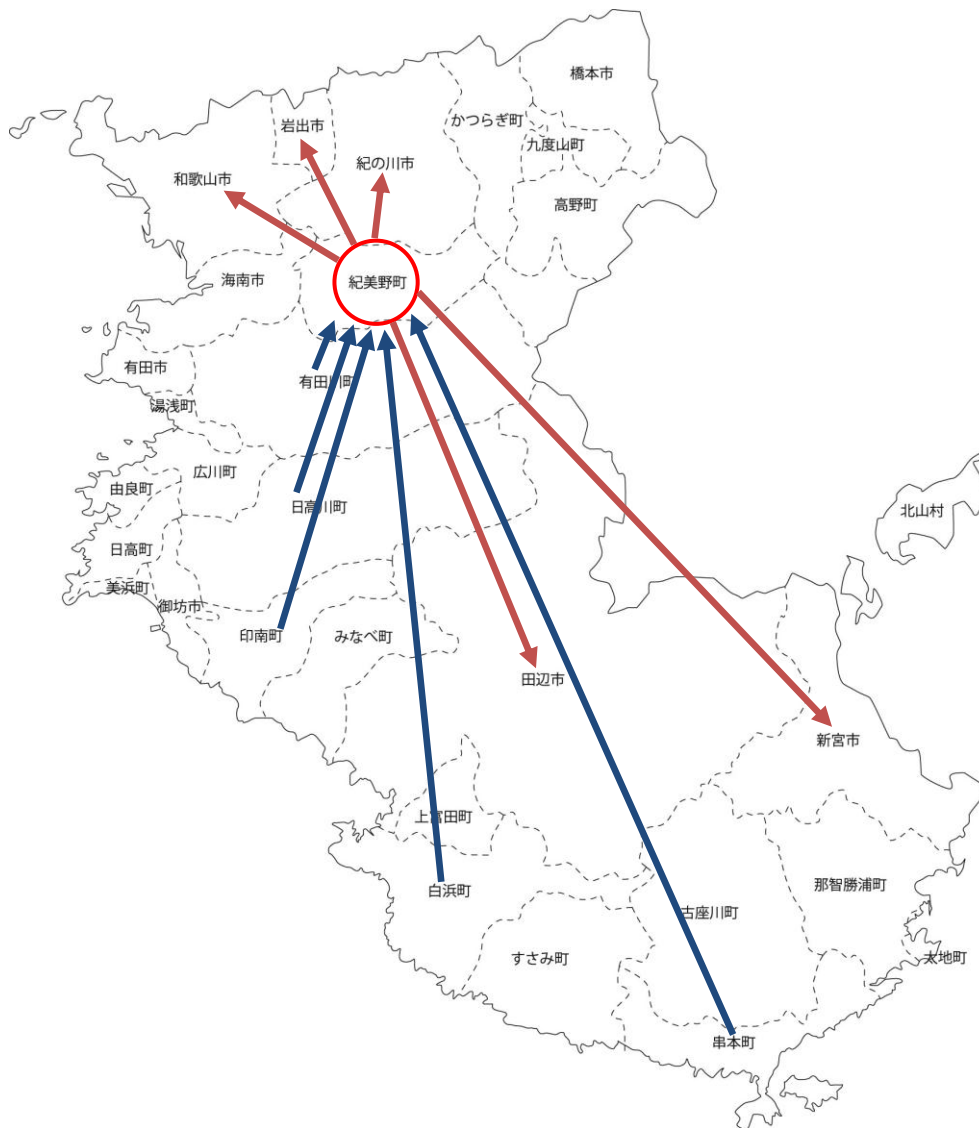 橋本市
かつらぎ町
岩出市
九度山町
紀の川市
和歌山市
高野町
海南市
紀美野町
有田市
有田川町
湯浅町
広川町
由良町
日高川町
北山村
日高町
美浜町
御坊市
印南町
みなべ町
田辺市
新宮市
上富田町
白浜町
那智勝浦町
古座川町
すさみ町
太地町
串本町